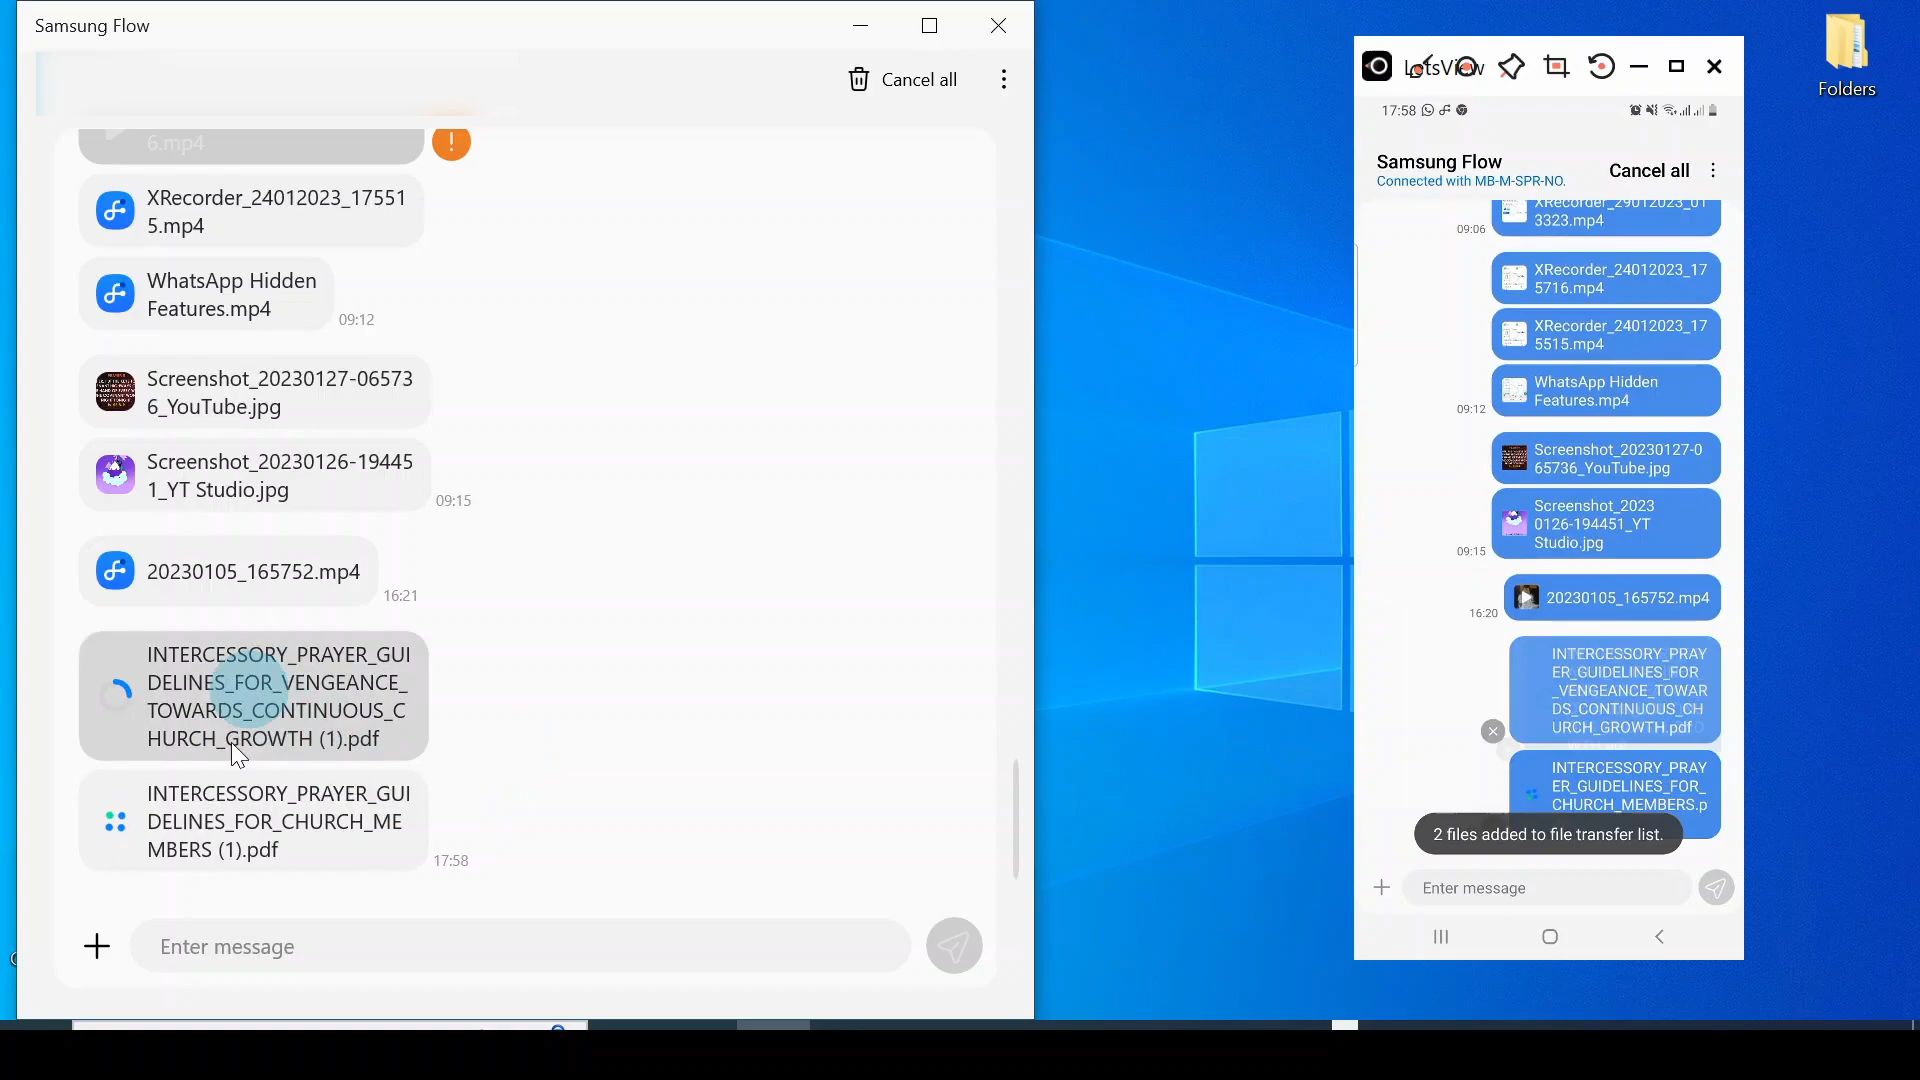 Samsung Flow
Cancel all
6.mp4
!
XRecorder_24012023_17551
5.mp4
WhatsApp Hidden
Features.mp4
09:12
Screenshot_20230127-06573
6_YouTube.jpg
Screenshot_20230126-19445
1_YT Studio.jpg
09:15
20230105_165752.mp4
16:21
INTERCESSORY_PRAYER_GUI
DELINES_FOR_VENGEANCE_
TOWARDS_CONTINUOUS_C
HURCH_GROWTH (1).pdf
INTERCESSORY_PRAYER_GUI
DELINES_FOR_CHURCH_ME
MBERS (1).pdf
17:58
Enter message
LetsView
17:58
Samsung Flow
Connected with MB-M-SPR-NO.
Cancel all
XRecorder_29012023_01
3323.mp4
09:06
XRecorder_24012023_17
5716.mp4
XRecorder_24012023_17
5515.mp4
WhatsApp Hidden
Features.mp4
09:12
Screenshot_20230127-0
65736_YouTube.jpg
Screenshot_2023
0126-194451_YT
Studio.jpg
09:15
20230105_165752.mp4
16:20
INTERCESSORY_PRAY
ER_GUIDELINES_FOR
_VENGEANCE_TOWAR
DS_CONTINUOUS_CH
URCH_GROWTH.pdf
INTERCESSORY_PRAY
ER_GUIDELINES_FOR_
CHURCH_MEMBERS.p
2 files added to file transfer list.
Enter message
Folders